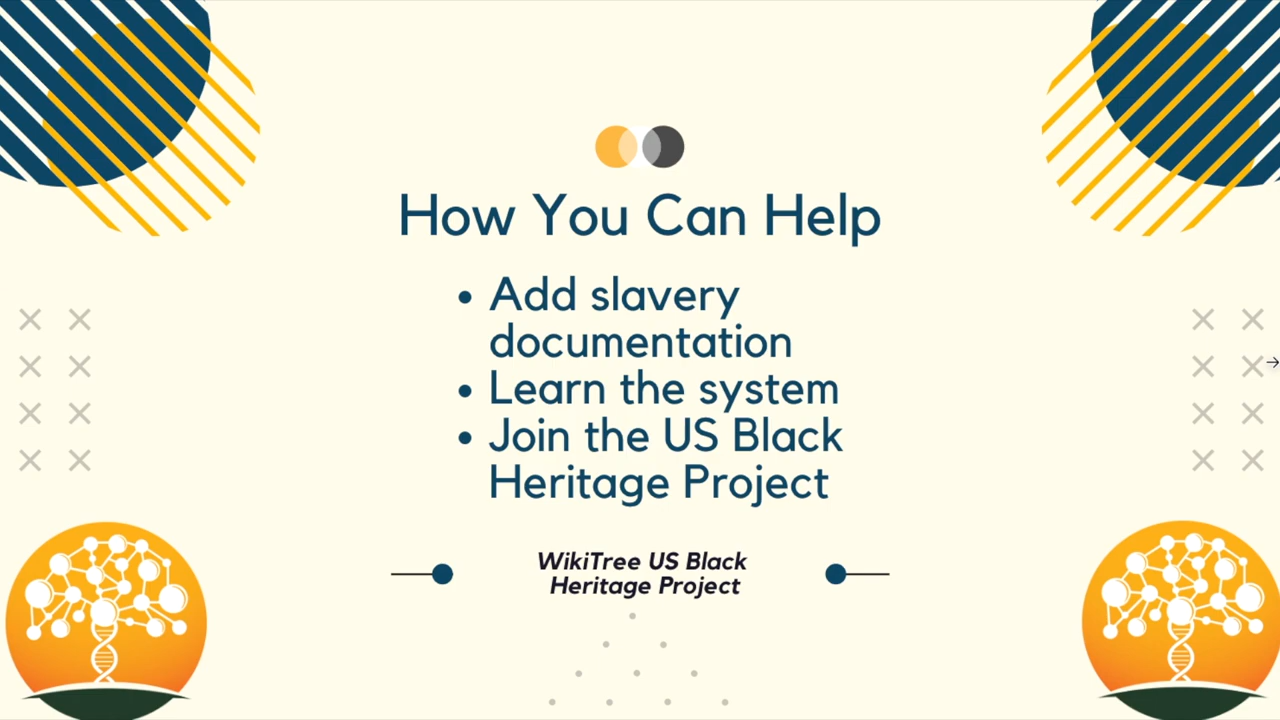 How You Can Help
• Add slavery
documentation
• Learn the system
• Join the US Black
Heritage Project
WikiTree US Black
Heritage Project